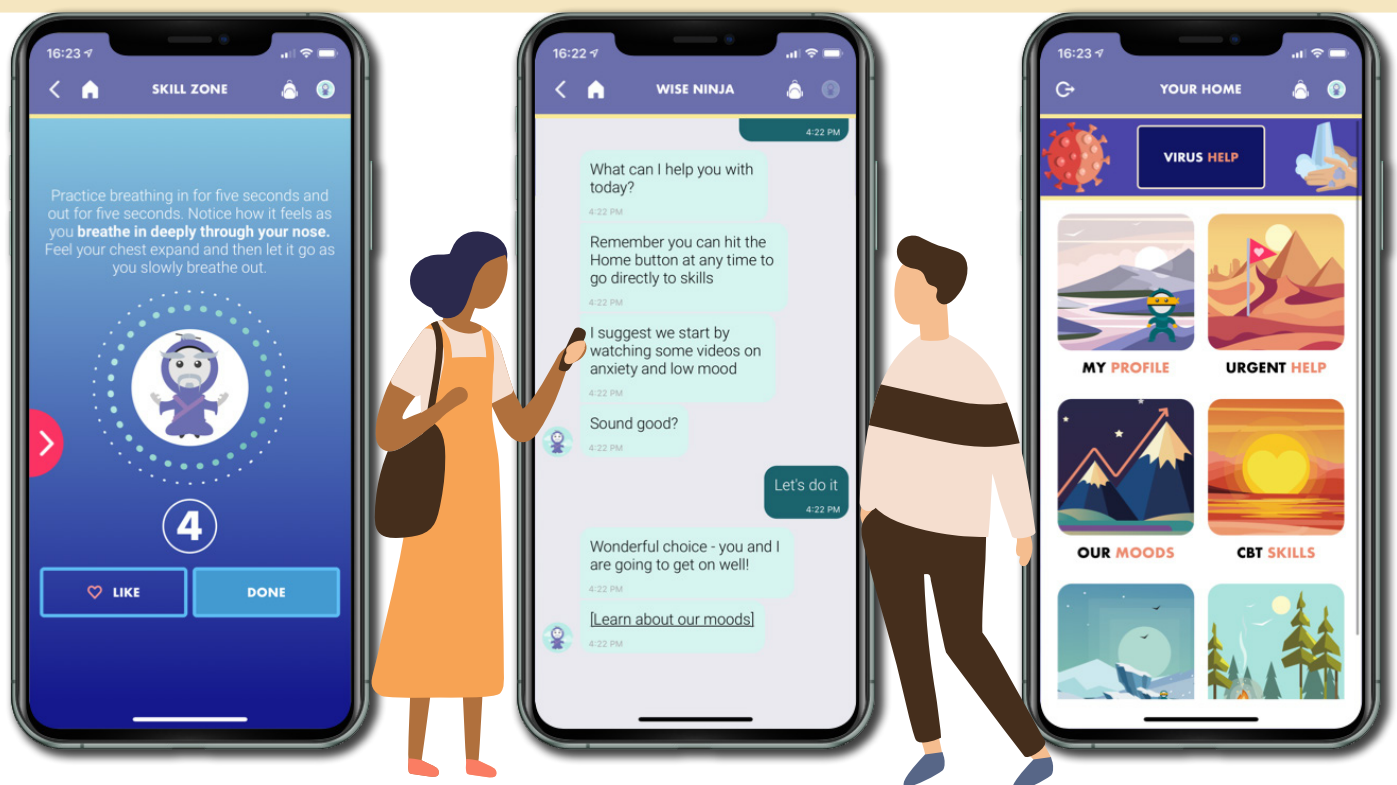 16:23
SKILL ZONE
Practice breathing in for five seconds and
out for five seconds. Notice how it feels as
you breathe in deeply through your nose.
Feel your chest expand and then let it go as
you slowly breathe out.
4
LIKE
DONE
16:22
WISE NINJA
4:22 PM
What can I help you with
today?
4:22 PM
Remember you can hit the
Home button at any time to
go directly to skills
4:22 PM
I suggest we start by
watching some videos on
anxiety and low mood
4:22 PM
Sound good?
4:22 PM
Let's do it
4:22 PM
Wonderful choice - you and I
are going to get on well!
4:22 PM
[Learn about our moods]
4:22 PM
16:23
YOUR HOME
VIRUS HELP
MY PROFILE
URGENT HELP
OUR MOODS
CBT SKILLS